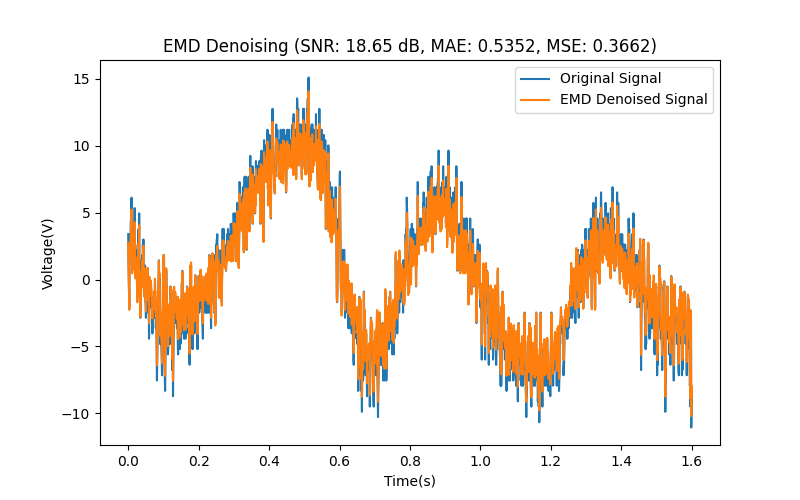 EMD Denoising (SNR: 18.65 dB, MAE: 0.5352, MSE: 0.3662)
Original Signal
EMD Denoised Signal
Voltage(V)
15
10
5
0
−5
−10
0.0 0.2 0.4 0.6 0.8 1.0 1.2 1.4 1.6
Time(s)